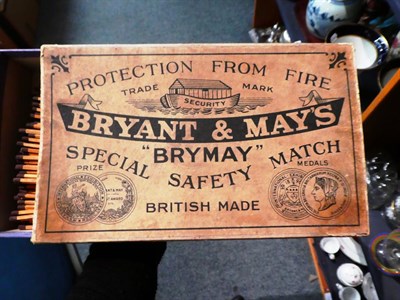 PROTECTION FROM FIRE
TRADE MARK
SECURITY
BRYANT & MAY'S
"BRYMAY"
SPECIAL SAFETY MATCH
PRIZE MEDALS
BRITISH MADE